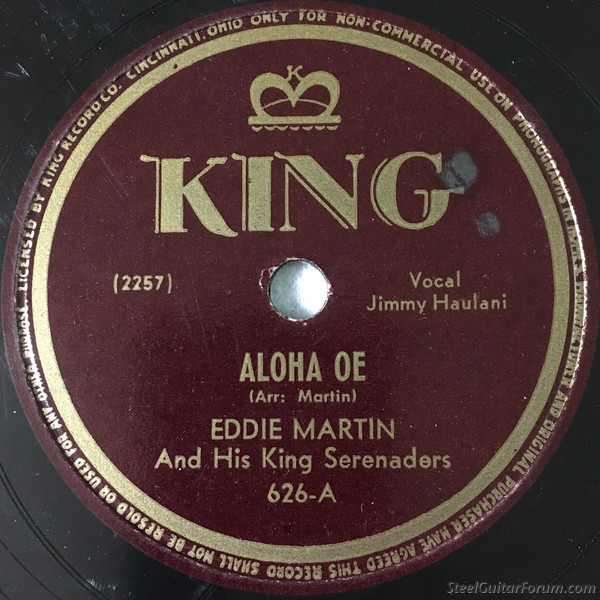 LICENSED BY KING RECORD CO. CINCINNATI. OHIO ONLY FOR NON-COMMERCIAL USE ON PHONOGRAPHS IN
OWNER AND ORIGINAL PURCHASER HAVE AGREED THIS RECORD SHALL NOT BE RESOLD OR USED FOR ANY OTHER PURPOSE.
K
KING
(2257)
Vocal
Jimmy Haulani
ALOHA OE
(Arr: Martin)
EDDIE MARTIN
And His King Serenaders
626-A
SteelGuitarForum.com